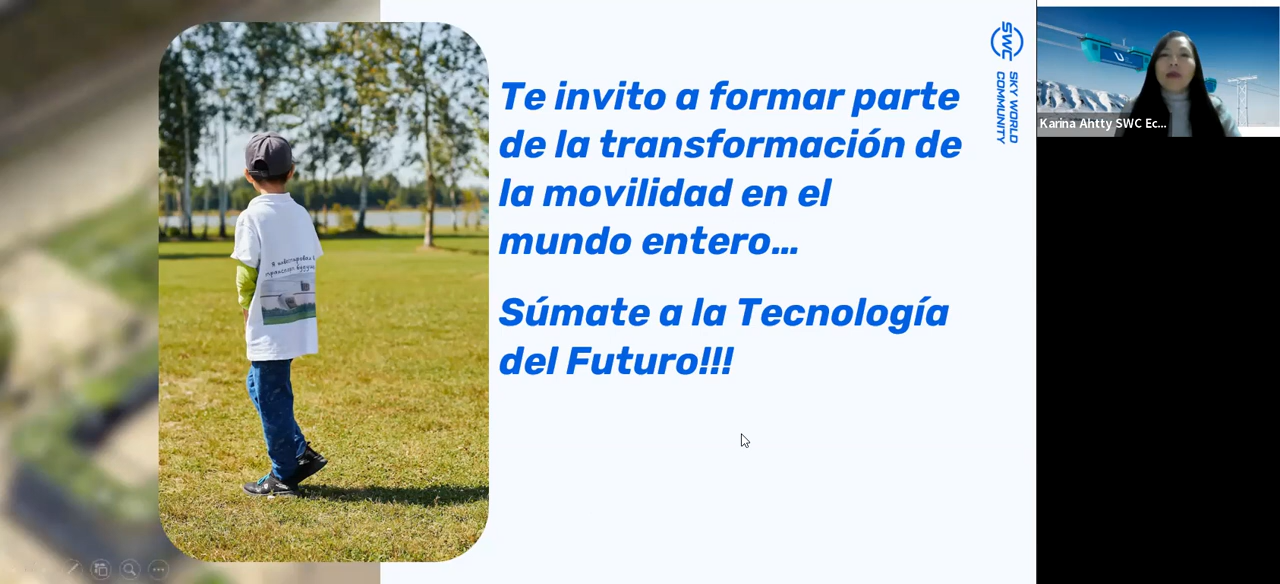 Te invito a formar parte
de la transformación de
la movilidad en el
mundo entero...
Súmate a la Tecnología
del Futuro!!!
SWC
SKY WORLD
COMMUNITY
Karina Ahtty SWC Ec...